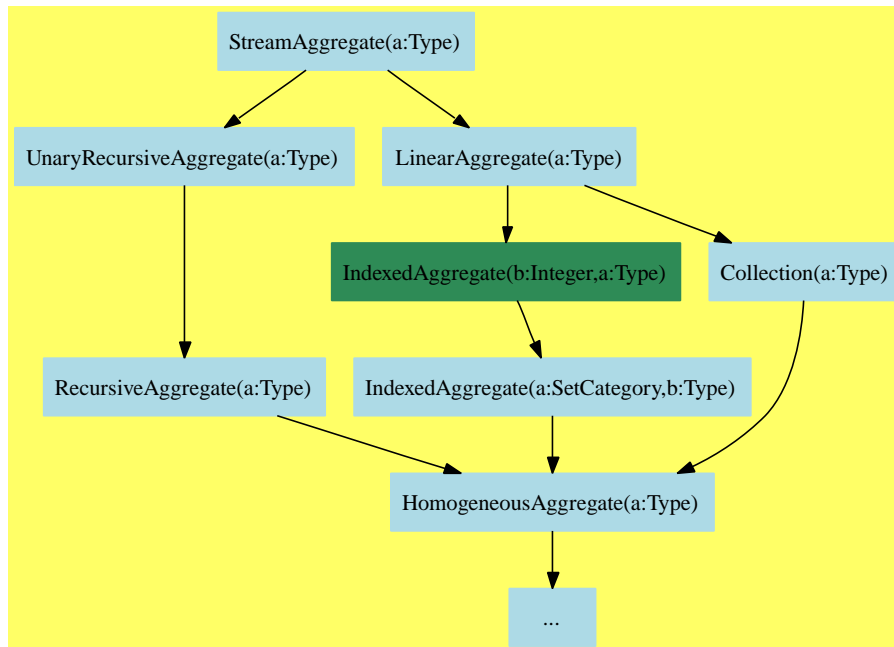 StreamAggregate(a:Type)
UnaryRecursiveAggregate(a:Type)
LinearAggregate(a:Type)
IndexedAggregate(b:Integer,a:Type)
Collection(a:Type)
RecursiveAggregate(a:Type)
IndexedAggregate(a:SetCategory,b:Type)
HomogeneousAggregate(a:Type)
...